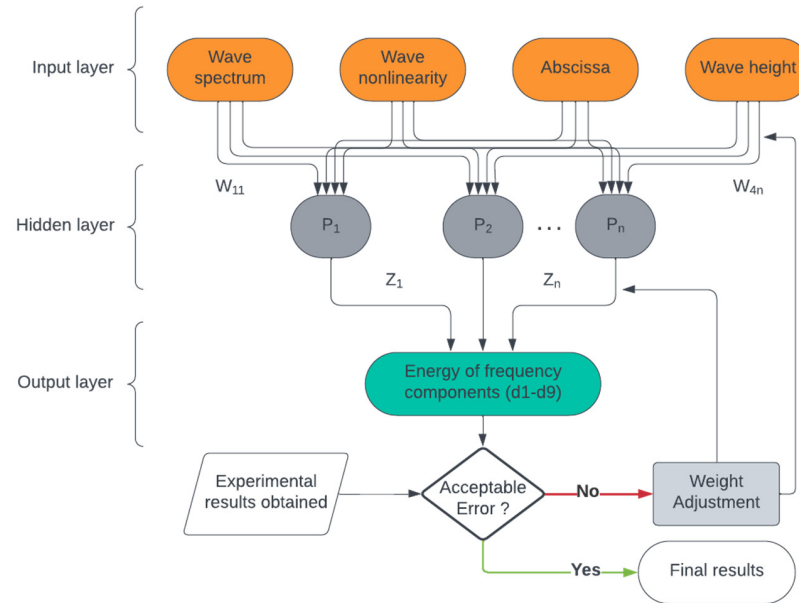 Input layer
Wave
spectrum
Wave
nonlinearity
Abscissa
Wave height
W11
W4n
Hidden layer
P1
P2
...
Pn
Z1
Zn
Output layer
Energy of frequency
components (d1-d9)
Experimental
results obtained
Acceptable
Error ?
No
Weight
Adjustment
Yes
Final results